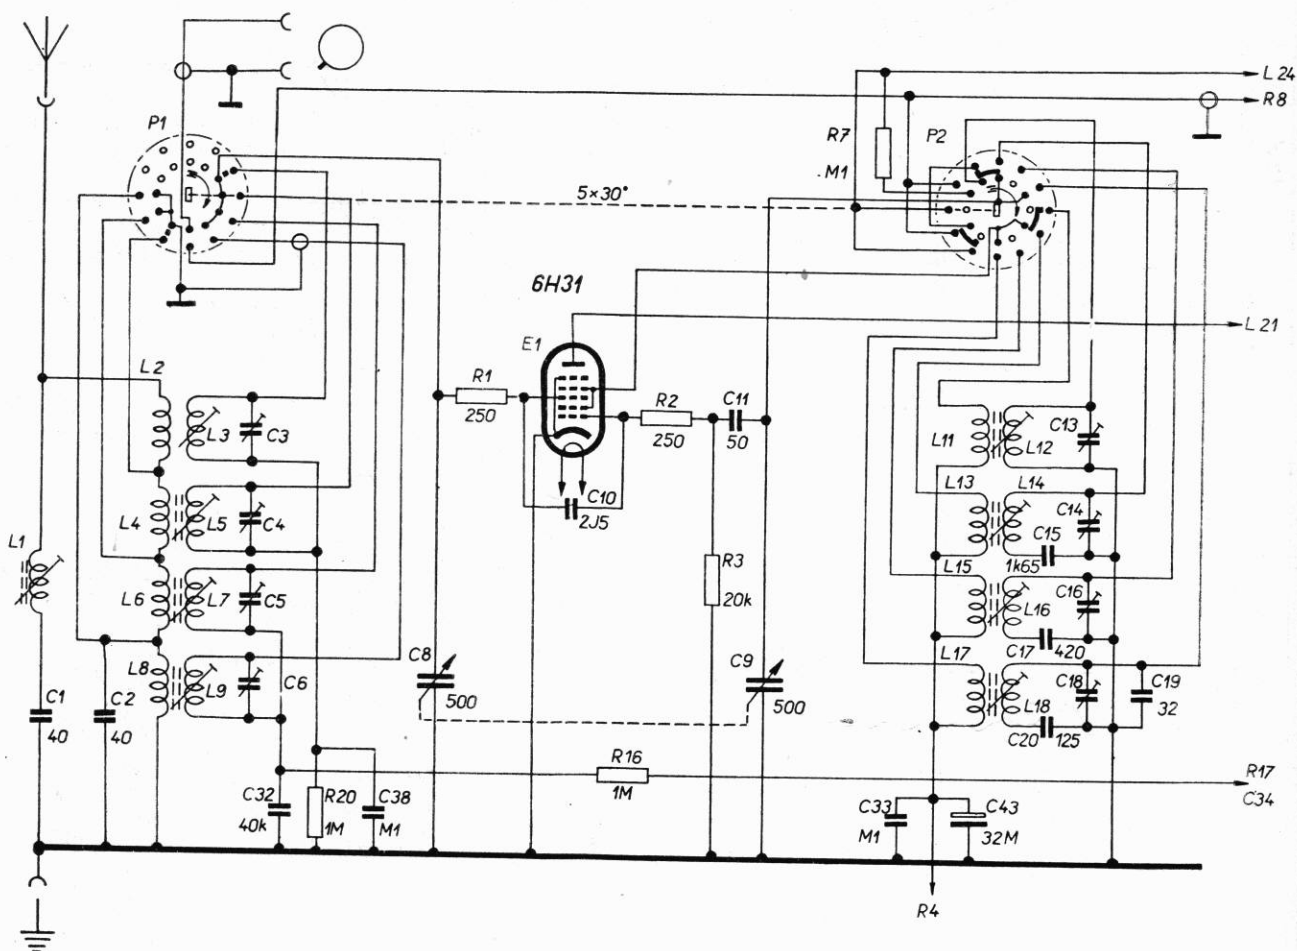 L 24
R8
P1
R7
P2
M1
5×30°
6H31
L 21
E1
L2
R1
250
R2
250
C11
50
L3
C3
C13
L11
L12
L4
L5
C4
C10
2J5
L13
L14
C14
C15
1k65
L1
L6
L7
C5
R3
20k
L15
L16
C16
C17
420
L8
L9
C6
C8
500
C9
500
L17
L18
C18
C19
32
C20
125
C1
40
C2
40
R16
1M
R17
C34
C32
40k
R20
1M
C38
M1
C33
M1
C43
32M
R4